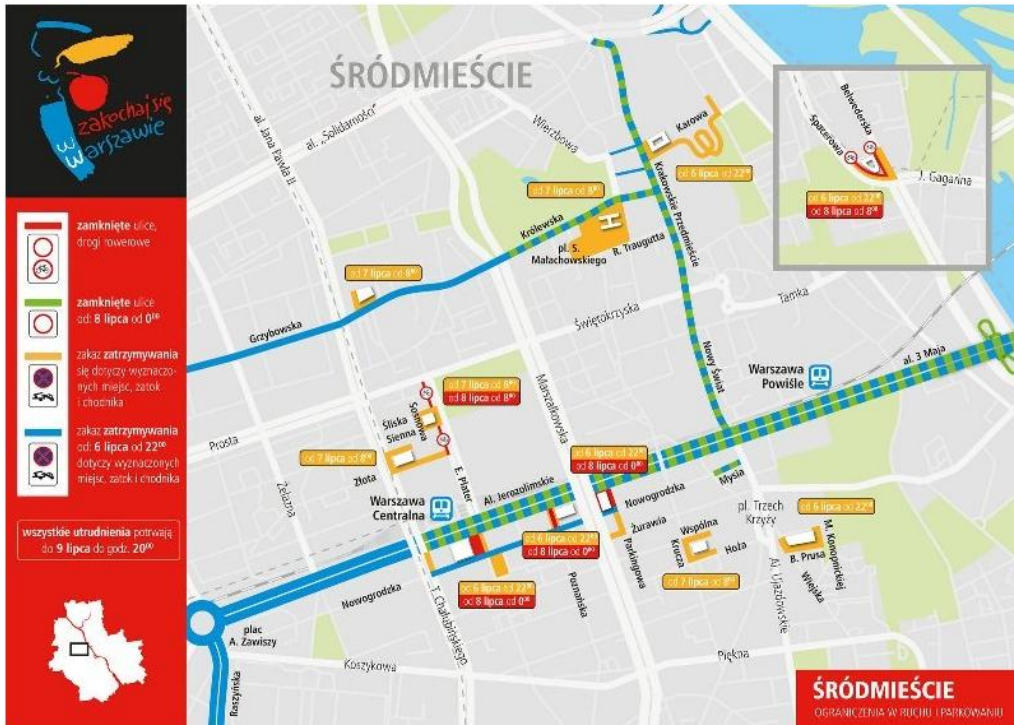 zakochaj się
w Warszawie
zamknięte ulice,
drogi rowerowe
zamknięte ulice
od: 8 lipca od 0⁰⁰
zakaz zatrzymywania
się dotyczy wyznaczo-
nych miejsc, zatok
i chodnika
zakaz zatrzymywania
od: 6 lipca od 22⁰⁰
dotyczy wyznaczonych
miejsc, zatok i chodnika
wszystkie utrudnienia potrwają
do 9 lipca do godz. 20⁰⁰
ŚRÓDMIEŚCIE
al. Jana Pawła II
al. „Solidarności”
Wierzbowa
Karowa
od 6 lipca od 22⁰⁰
od 7 lipca od 8⁰⁰
Krakowskie Przedmieście
Królewska
pl. S.
Małachowskiego
R. Traugutta
od 7 lipca od 8⁰⁰
Grzybowska
Świętokrzyska
Tamka
Belwederska
Spacerowa
J. Gagarina
od 6 lipca od 22⁰⁰
od 8 lipca od 8⁰⁰
Nowy Świat
Warszawa
Powiśle
al. 3 Maja
Marszałkowska
od 7 lipca od 8⁰⁰
od 8 lipca od 8⁰⁰
Sosnowa
Śliska
Sienna
Prosta
od 7 lipca od 8⁰⁰
Złota
Żelazna
E. Plater
Warszawa
Centralna
Al. Jerozolimskie
od 6 lipca od 22⁰⁰
od 8 lipca od 0⁰⁰
Nowogrodzka
Mysia
pl. Trzech
Krzyży
od 6 lipca od 22⁰⁰
Żurawia
Parkingowa
Wspólna
Krucza
Hoża
od 7 lipca od 8⁰⁰
M. Konopnickiej
B. Prusa
Wiejska
Al. Ujazdowskie
od 6 lipca od 22⁰⁰
od 8 lipca od 0⁰⁰
Poznańska
od 6 lipca od 22⁰⁰
od 8 lipca od 0⁰⁰
Nowogrodzka
T. Chałubińskiego
plac
A. Zawiszy
Raszyńska
Koszykowa
Piękna
ŚRÓDMIEŚCIE
OGRANICZENIA W RUCHU I PARKOWANIU